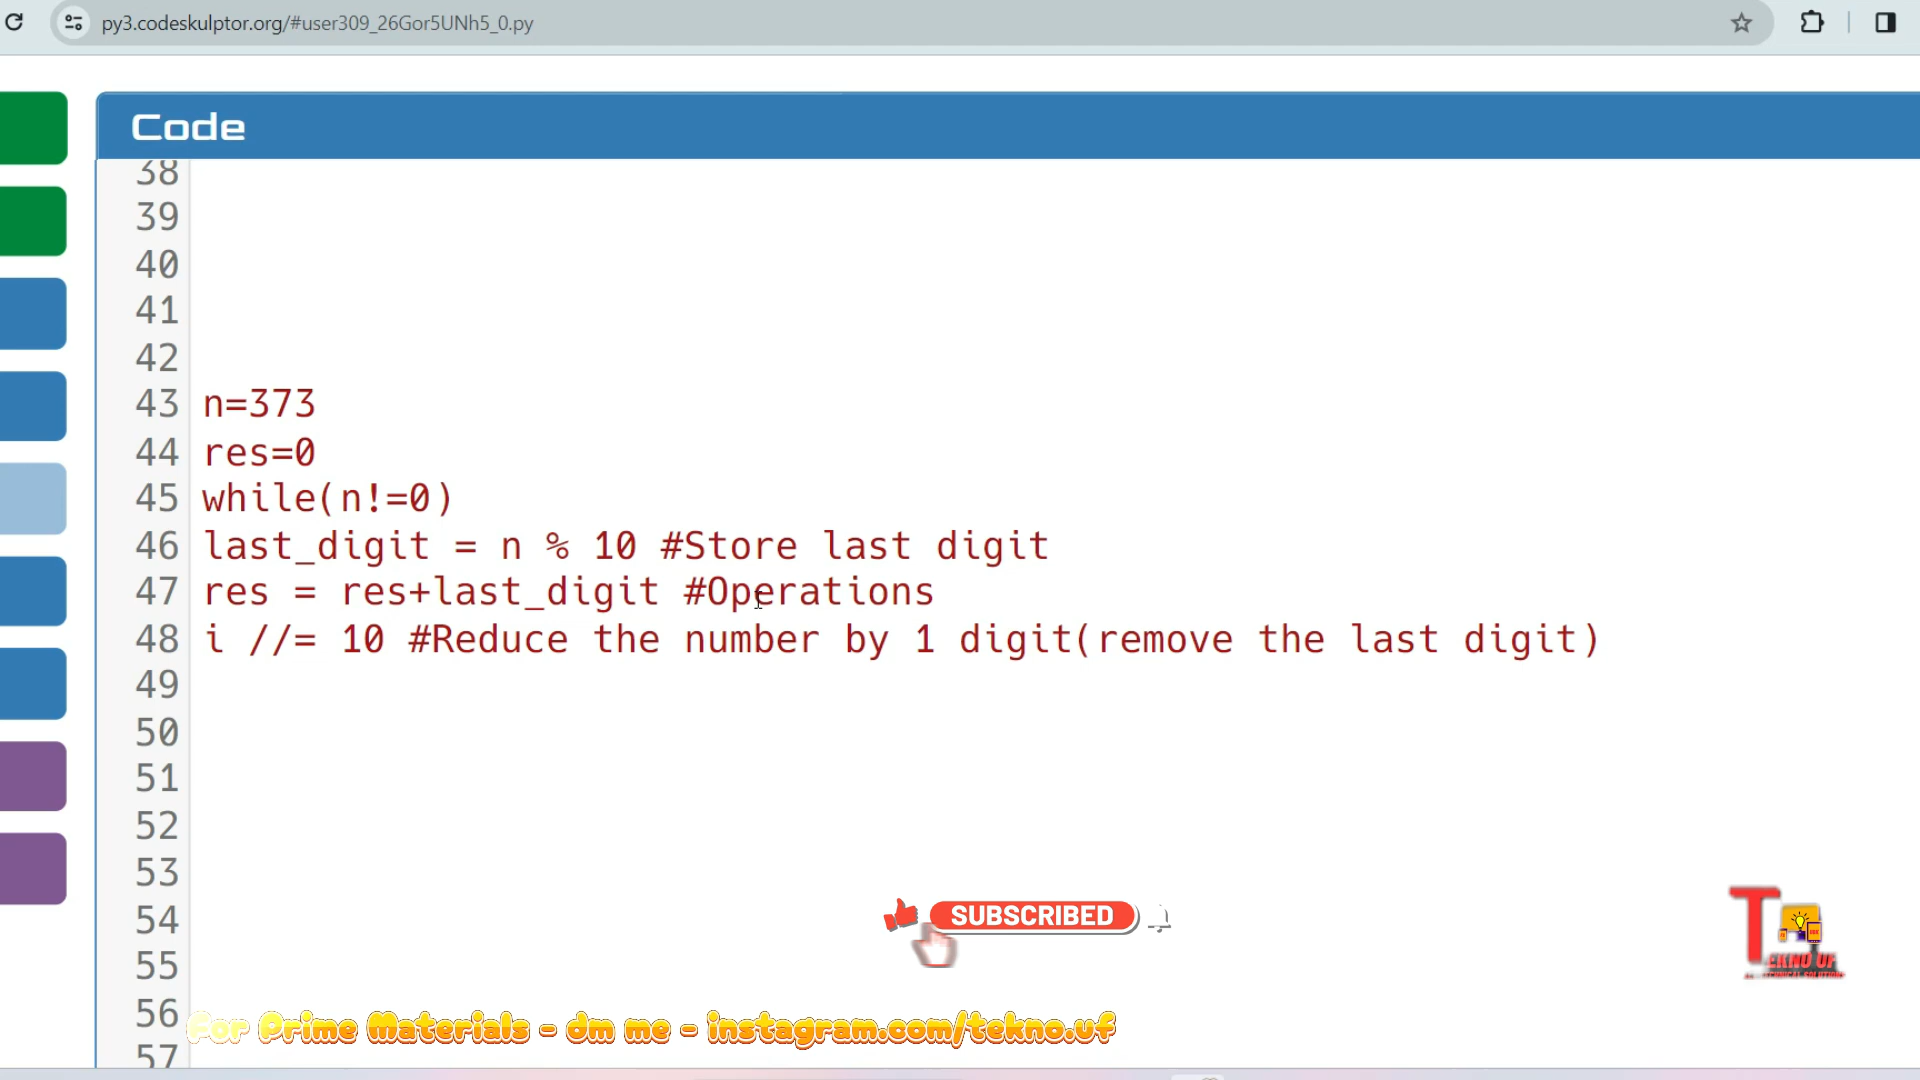 py3.codeskulptor.org/#user309_26Gor5UNh5_0.py
Code
38
39
40
41
42
43 n=373
44 res=0
45 while(n!=0)
46 last_digit = n % 10 #Store last digit
47 res = res+last_digit #Operations
48 i //= 10 #Reduce the number by 1 digit(remove the last digit)
49
50
51
52
53
54
55
56
57
SUBSCRIBED
TEKNO UF
For Prime Materials - dm me - instagram.com/tekno.uf